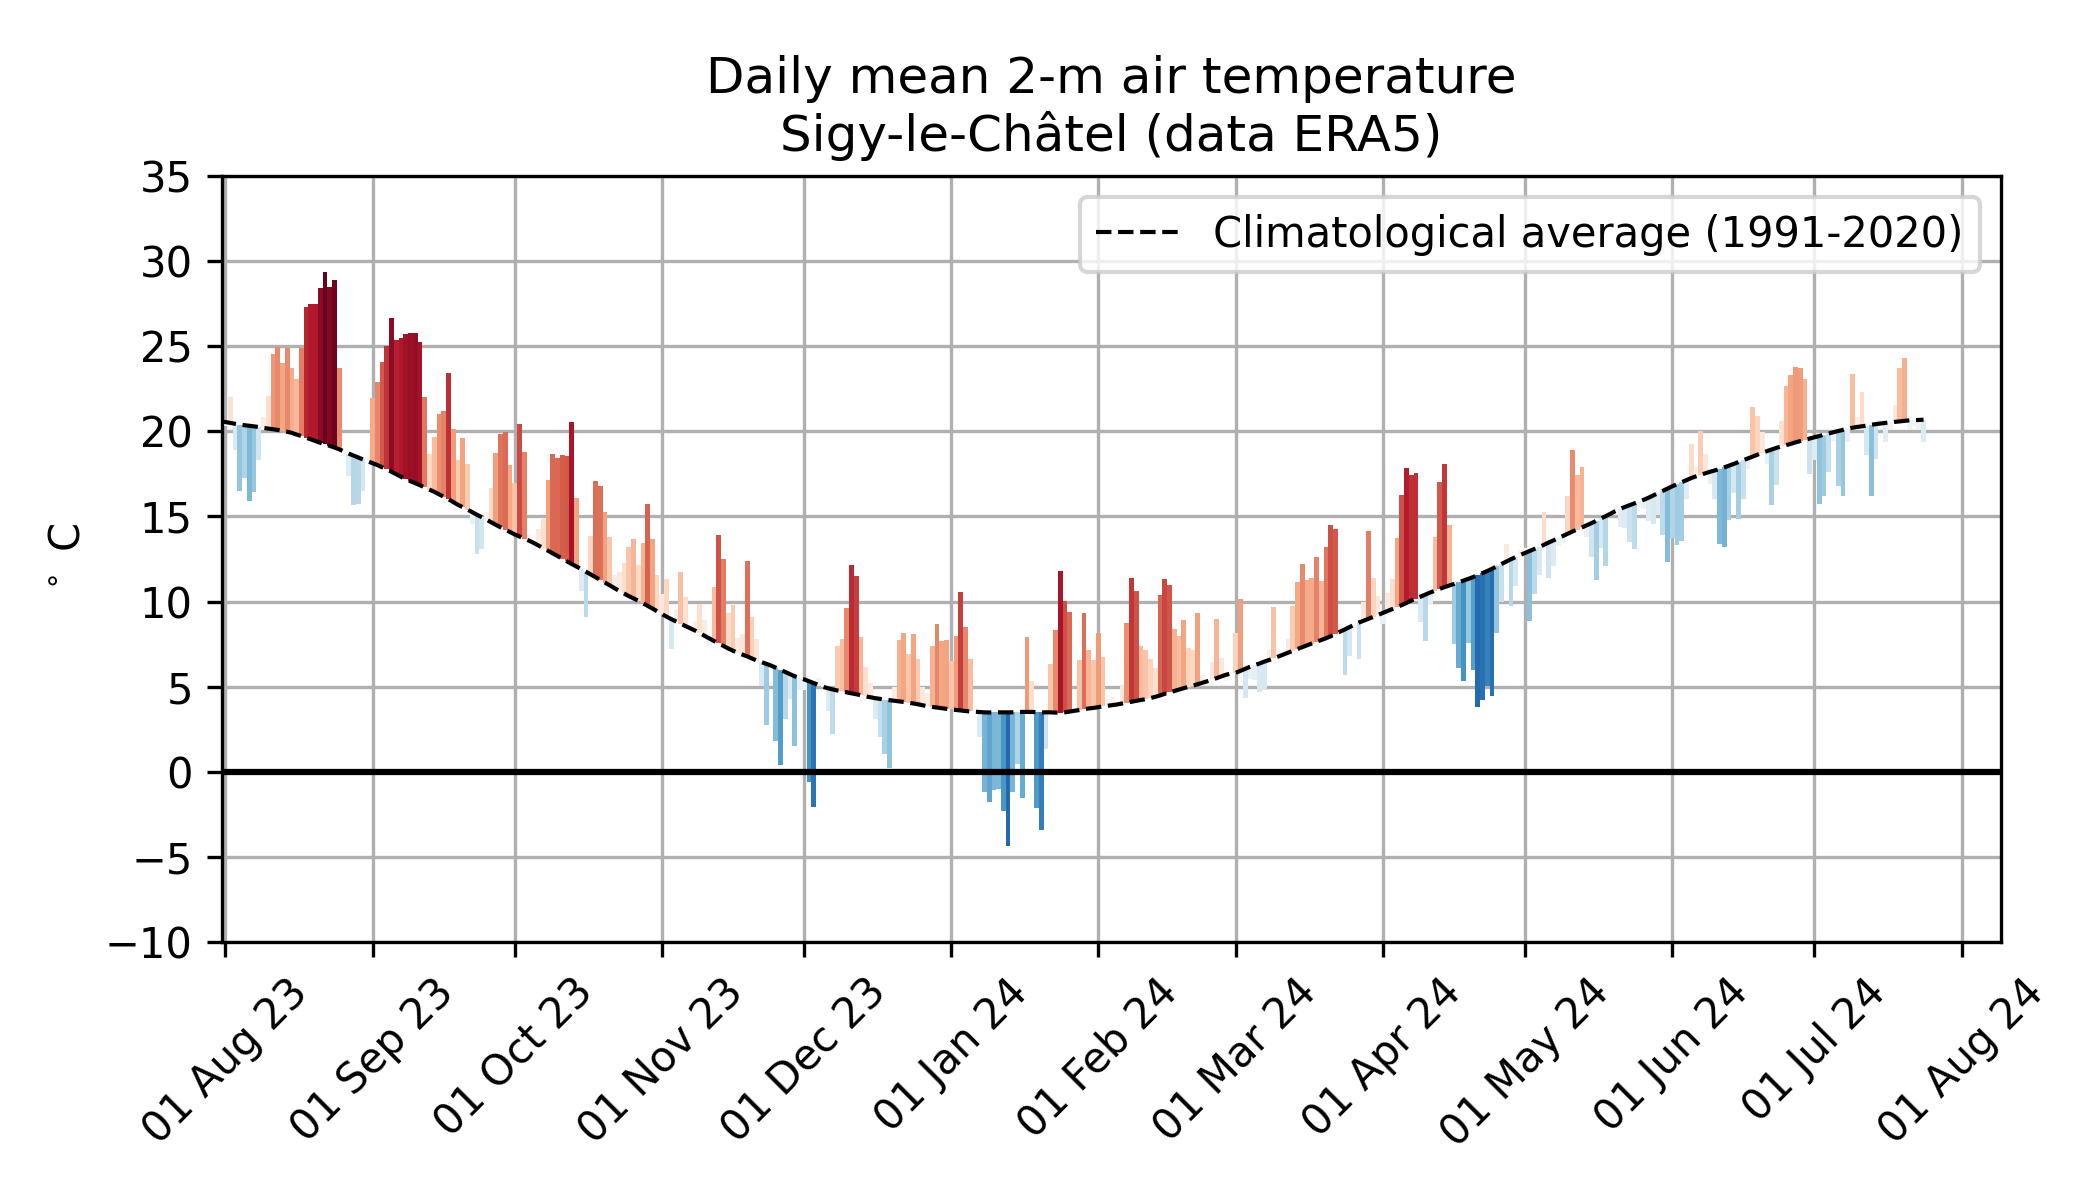 Daily mean 2-m air temperature
Sigy-le-Châtel (data ERA5)
35
30
25
20
15
10
5
0
−5
−10
° C
Climatological average (1991-2020)
01 Aug 23
01 Sep 23
01 Oct 23
01 Nov 23
01 Dec 23
01 Jan 24
01 Feb 24
01 Mar 24
01 Apr 24
01 May 24
01 Jun 24
01 Jul 24
01 Aug 24